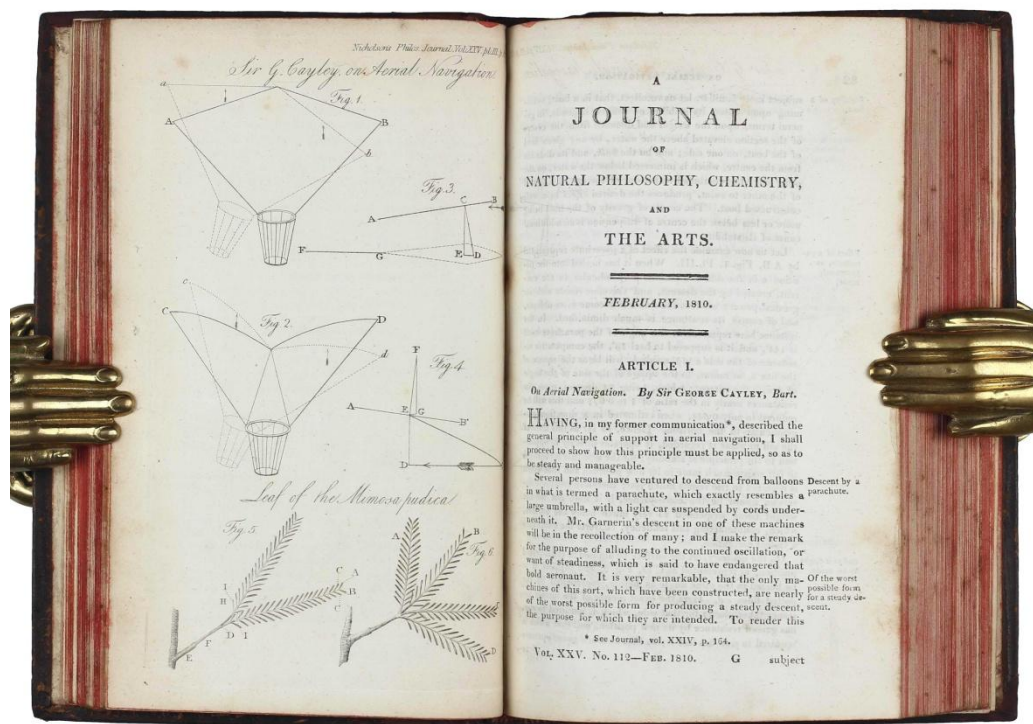 Nicholson's Philos. Journal. Vol. XXV. pl. III. p.
Sir G. Cayley, on Aerial Navigation.
a
Fig. 1.
A
B
b
Fig. 3
C
B
A
F
G
E
D
c
C
Fig. 2.
D
d
F
Fig. 4.
A
E
G
B'
D
Leaf of the Mimosa pudica
Fig. 5
I
H
C
A
B
C
D
I
F
E
A
B
Fig. 6
D
A
JOURNAL
OF
NATURAL PHILOSOPHY, CHEMISTRY,
AND
THE ARTS.
FEBRUARY, 1810.
ARTICLE I.
On Aerial Navigation. By Sir GEORGE CAYLEY, Bart.
HAVING, in my former communication*, described the
general principle of support in aerial navigation, I shall
proceed to show how this principle must be applied, so as to
be steady and manageable.
Several persons have ventured to descend from balloons
in what is termed a parachute, which exactly resembles a
large umbrella, with a light car suspended by cords under-
neath it. Mr. Garnerin's descent in one of these machines
will be in the recollection of many; and I make the remark
for the purpose of alluding to the continued oscillation, or
want of steadiness, which is said to have endangered that
bold aeronaut. It is very remarkable, that the only ma-
chines of this sort, which have been constructed, are nearly
of the worst possible form for producing a steady descent,
the purpose for which they are intended. To render this
Descent by a
parachute.
Of the worst
possible form
for a steady de-
scent.
* See Journal, vol. XXIV, p. 164.
VOL. XXV. No. 112—FEB. 1810. G subject